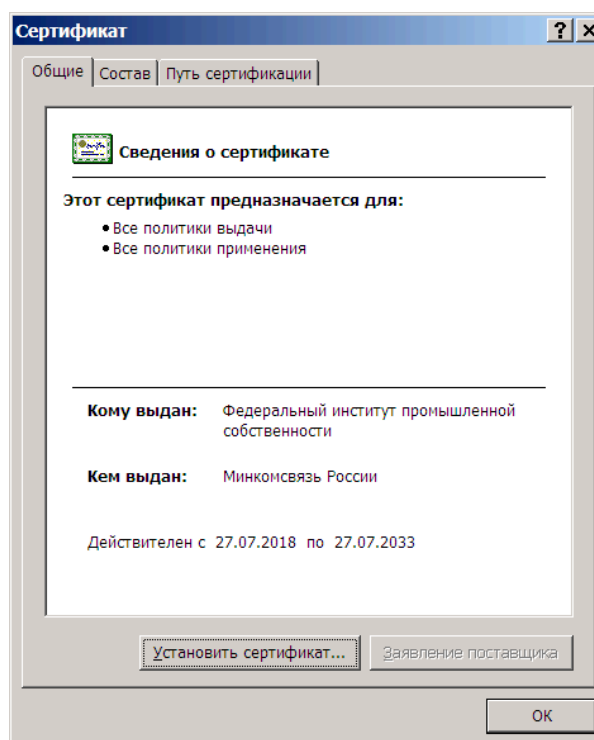 Сертификат
Общие Состав Путь сертификации
Сведения о сертификате
Этот сертификат предназначается для:
Все политики выдачи
Все политики применения
Кому выдан: Федеральный институт промышленной
собственности
Кем выдан: Минкомсвязь России
Действителен с 27.07.2018 по 27.07.2033
Установить сертификат... Заявление поставщика
ОК